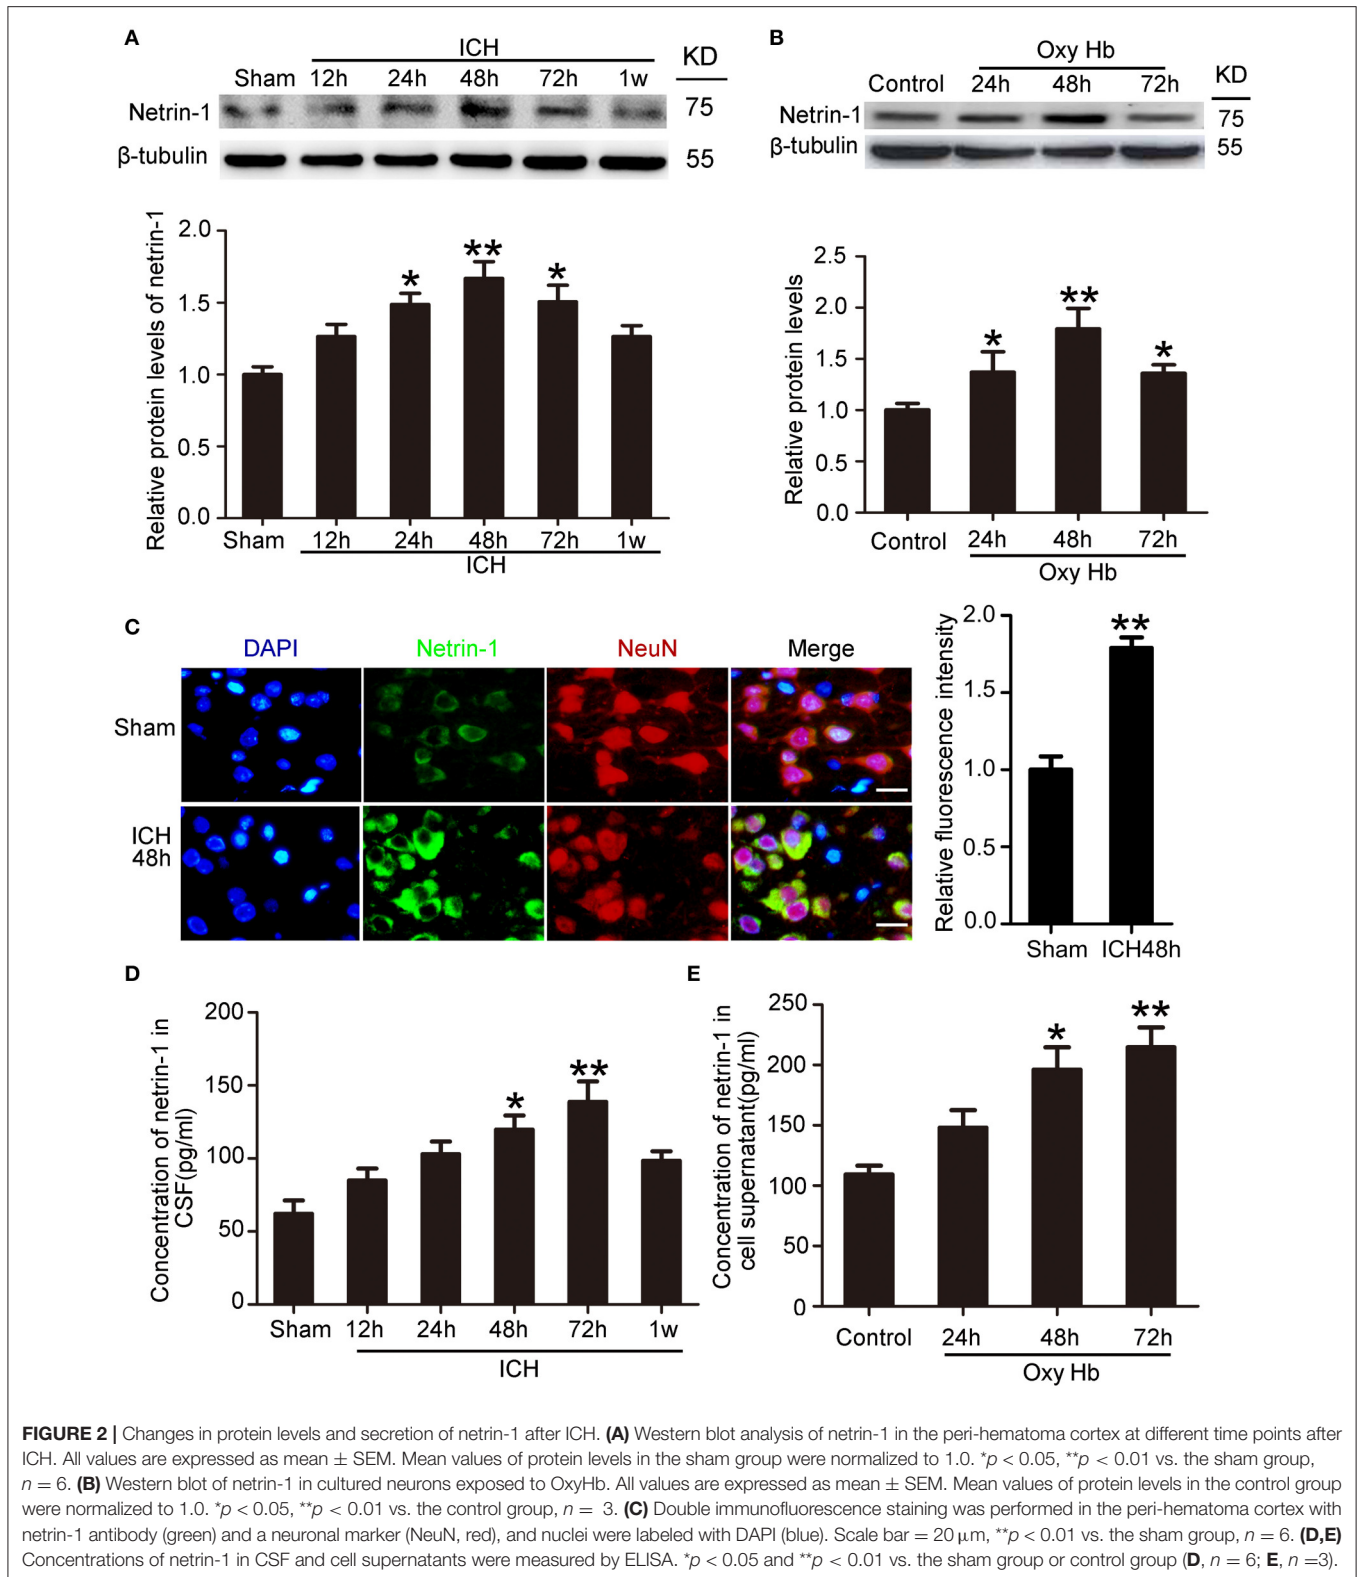 A
ICH
KD
Sham 12h 24h 48h 72h 1w
Netrin-1 75
β-tubulin 55
Relative protein levels of netrin-1
2.0
1.5
1.0
0.5
0.0
* ** *
Sham 12h 24h 48h 72h 1w
ICH
B
Oxy Hb
KD
Control 24h 48h 72h
Netrin-1 75
β-tubulin 55
Relative protein levels
2.5
2.0
1.5
1.0
0.5
0.0
* ** *
Control 24h 48h 72h
Oxy Hb
C
DAPI Netrin-1 NeuN Merge
Sham
ICH
48h
Relative fluorescence intensity
2.0
1.5
1.0
0.5
0.0
**
Sham ICH48h
D
Concentration of netrin-1 in
CSF(pg/ml)
200
150
100
50
0
* **
Sham 12h 24h 48h 72h 1w
ICH
E
Concentration of netrin-1 in
cell supernatant(pg/ml)
250
200
150
100
50
0
* **
Control 24h 48h 72h
Oxy Hb
FIGURE 2 | Changes in protein levels and secretion of netrin-1 after ICH. (A) Western blot analysis of netrin-1 in the peri-hematoma cortex at different time points after
ICH. All values are expressed as mean ± SEM. Mean values of protein levels in the sham group were normalized to 1.0. *p < 0.05, **p < 0.01 vs. the sham group,
n = 6. (B) Western blot of netrin-1 in cultured neurons exposed to OxyHb. All values are expressed as mean ± SEM. Mean values of protein levels in the control group
were normalized to 1.0. *p < 0.05, **p < 0.01 vs. the control group, n = 3. (C) Double immunofluorescence staining was performed in the peri-hematoma cortex with
netrin-1 antibody (green) and a neuronal marker (NeuN, red), and nuclei were labeled with DAPI (blue). Scale bar = 20 μm, **p < 0.01 vs. the sham group, n = 6. (D,E)
Concentrations of netrin-1 in CSF and cell supernatants were measured by ELISA. *p < 0.05 and **p < 0.01 vs. the sham group or control group (D, n = 6; E, n =3).